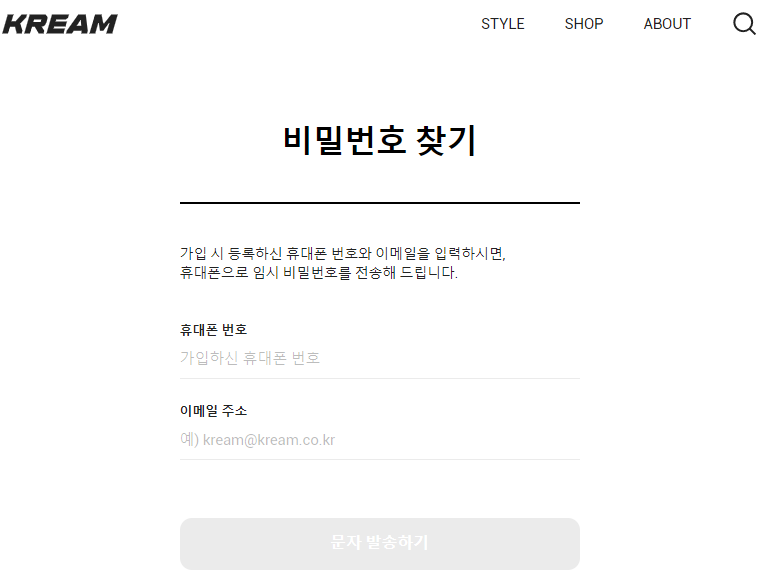 KREAM
STYLE SHOP ABOUT
비밀번호 찾기
가입 시 등록하신 휴대폰 번호와 이메일을 입력하시면,
휴대폰으로 임시 비밀번호를 전송해 드립니다.
휴대폰 번호
가입하신 휴대폰 번호
이메일 주소
예) kream@kream.co.kr
문자 발송하기